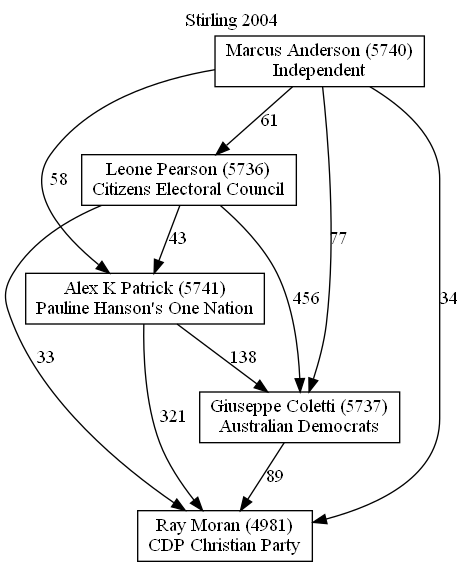 Stirling 2004
Marcus Anderson (5740)
Independent
61
Leone Pearson (5736)
Citizens Electoral Council
58
43
77
Alex K Patrick (5741)
Pauline Hanson's One Nation
456
34
33
138
Giuseppe Coletti (5737)
Australian Democrats
321
89
Ray Moran (4981)
CDP Christian Party